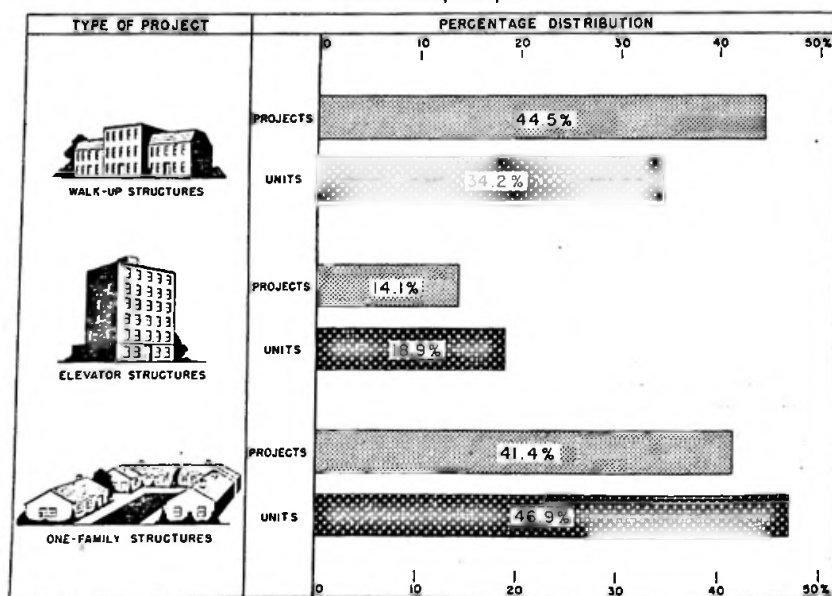 TYPE OF PROJECT PERCENTAGE DISTRIBUTION
0 10 20 30 40 50%
PROJECTS 44.5%
UNITS 34.2%
WALK-UP STRUCTURES
PROJECTS 14.1%
UNITS 18.9%
ELEVATOR STRUCTURES
PROJECTS 41.4%
UNITS 46.9%
ONE-FAMILY STRUCTURES
0 10 20 30 40 50%